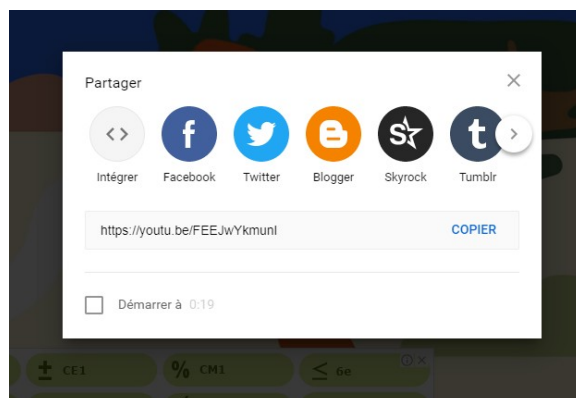 Partager
Intégrer Facebook Twitter Blogger Skyrock Tumblr
https://youtu.be/FEEJwYkmunI COPIER
Démarrer à 0:19
± CE1 % CM1 ≤ 6e